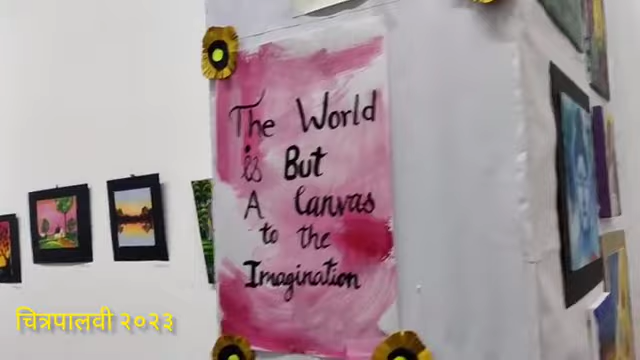 The World
is But
A Canvas
to the
Imagination
चित्रपालवी २०२३